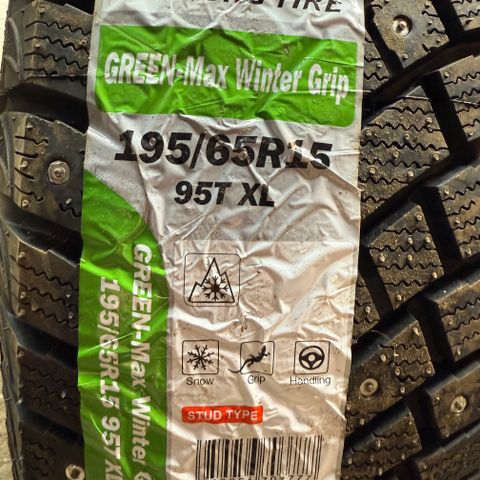 TIRE
GREEN-Max Winter Grip
195/65R15
95T XL
Snow
Grip
Handling
STUD TYPE
GREEN-Max Winter
195/65R15 95T XL